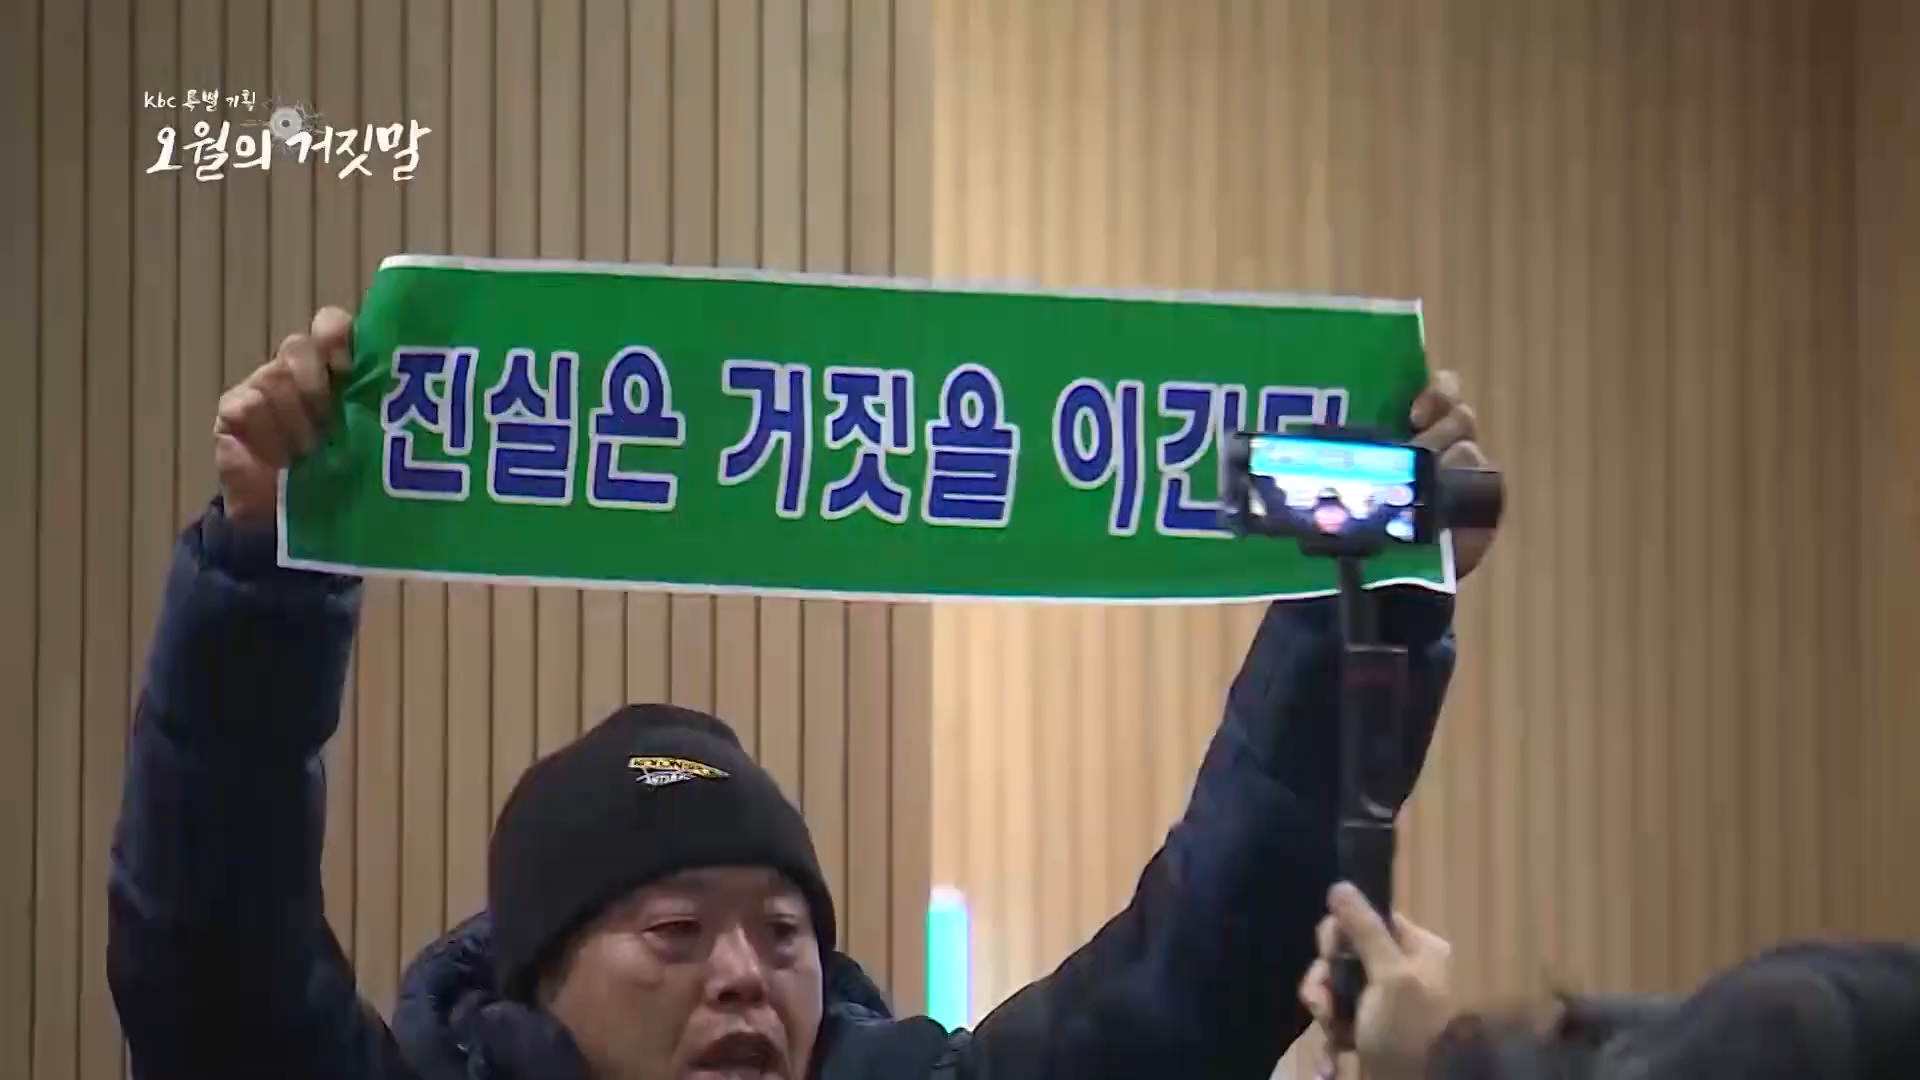 kbc 특별기획
오월의 거짓말
진실은 거짓을 이긴다